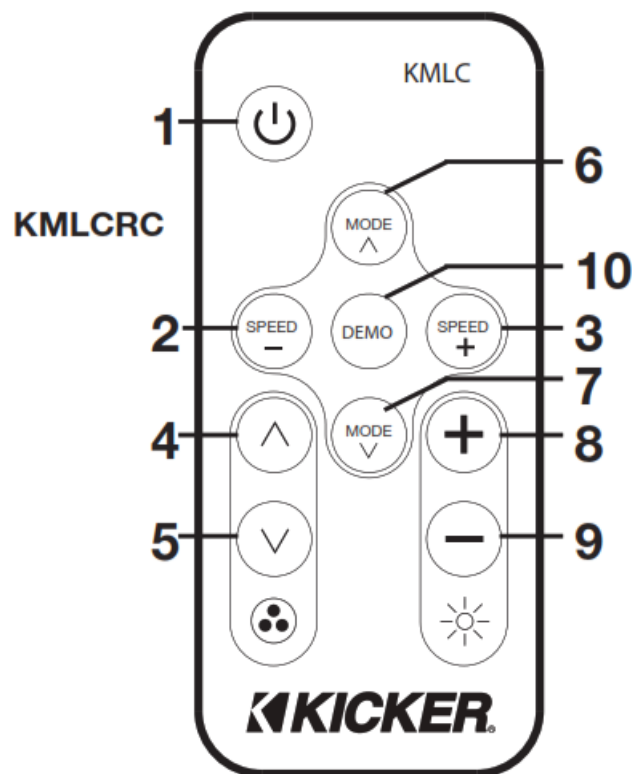 KMLC
1
6
KMLCRC
MODE
10
2
SPEED
−
DEMO
SPEED
+
3
7
4
MODE
+
8
5
−
9
KICKER®